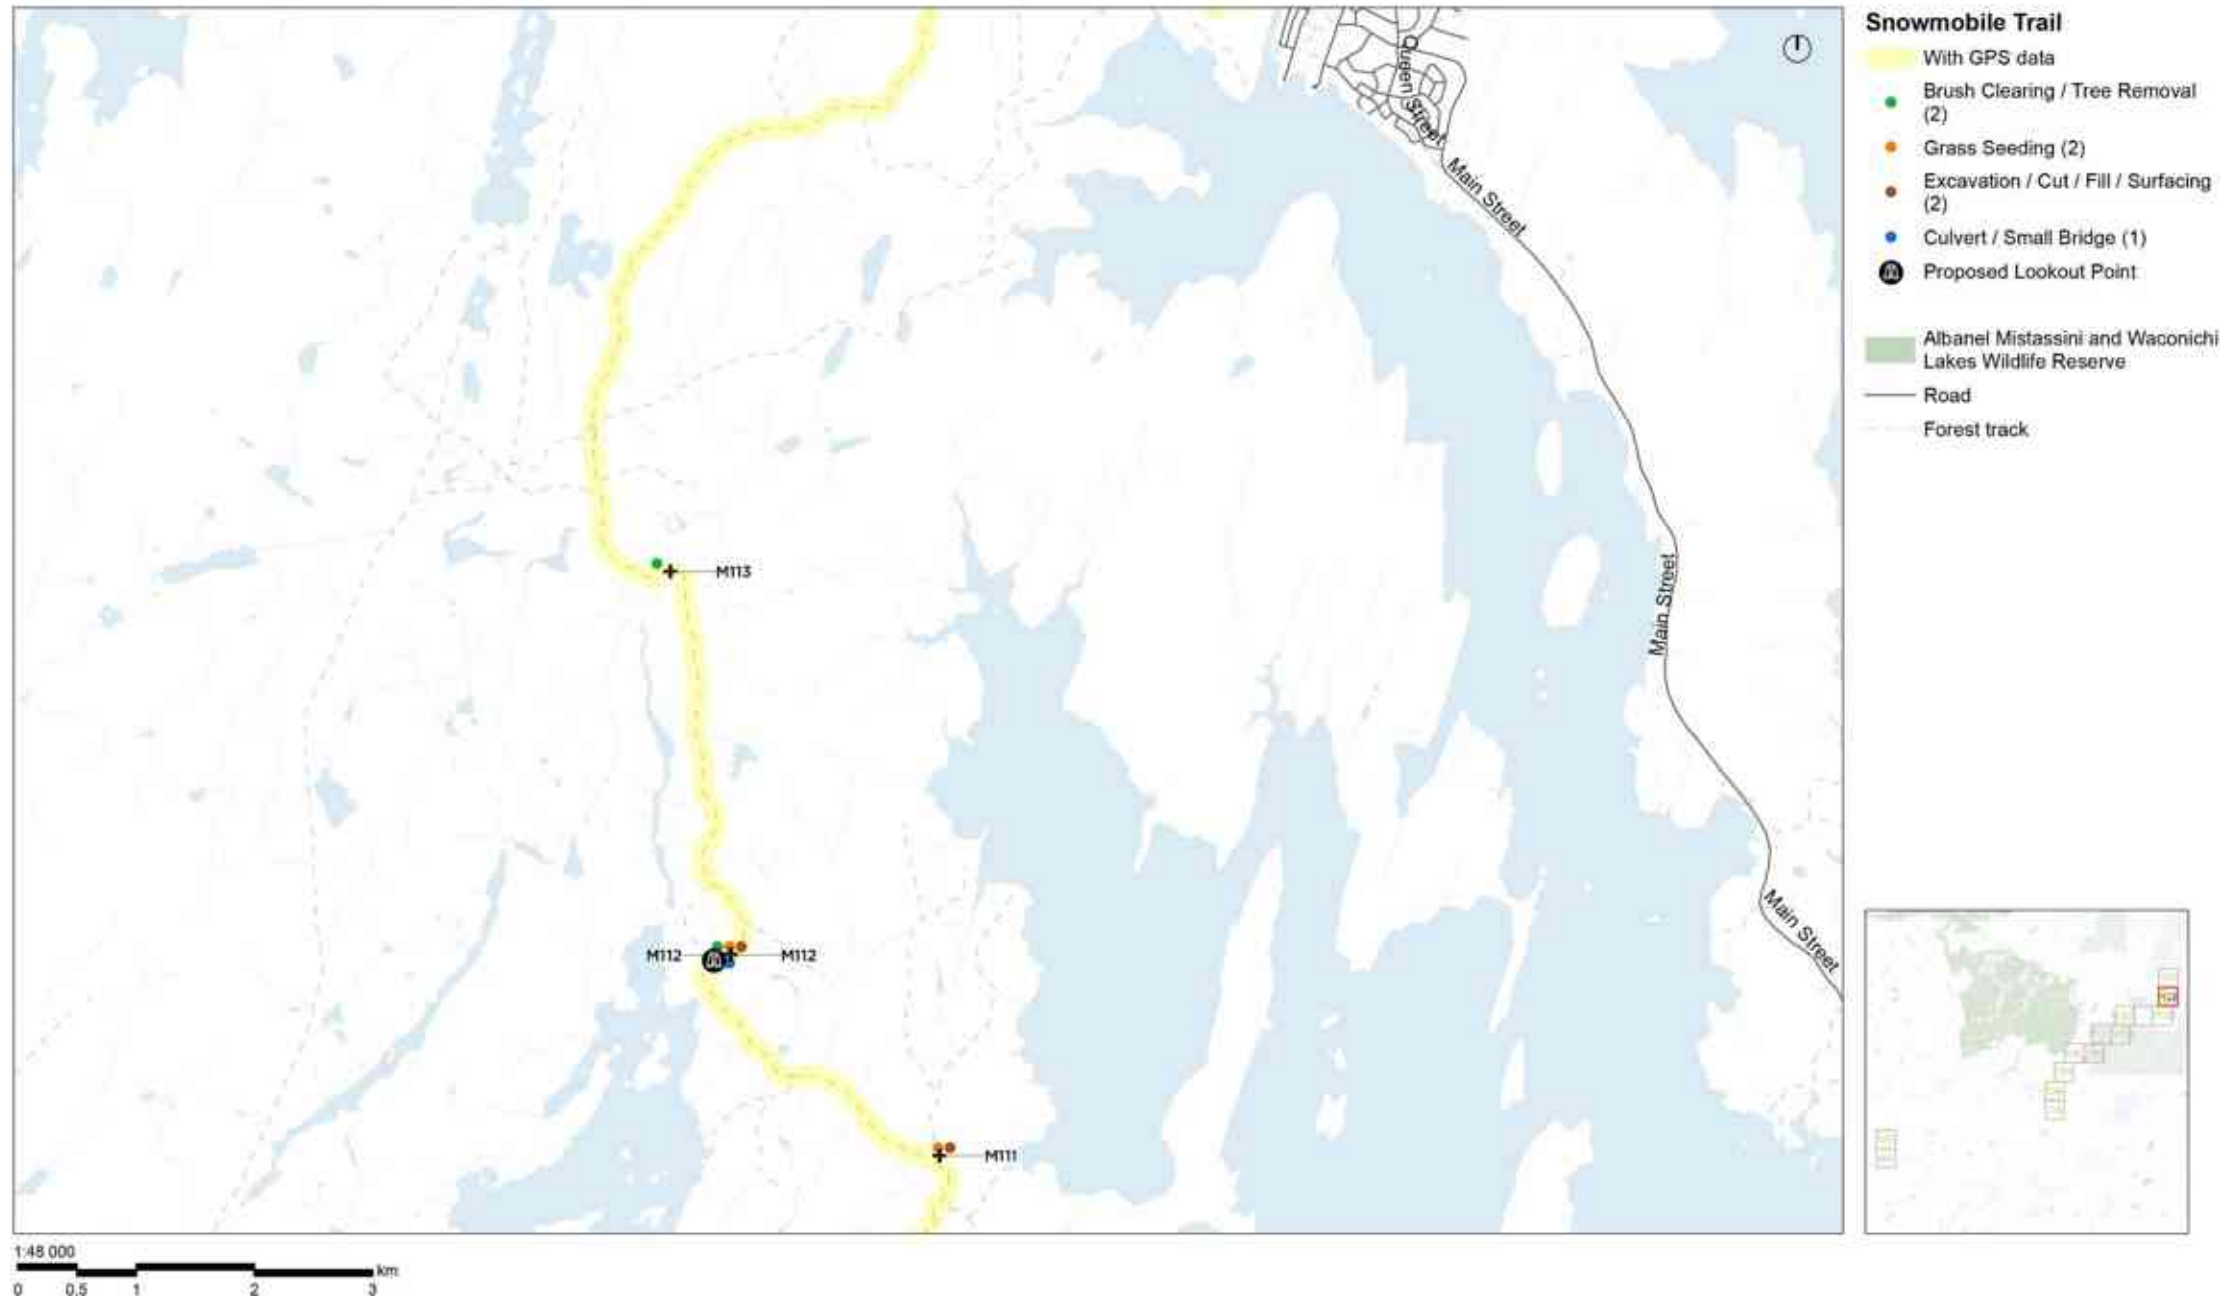 Snowmobile Trail
With GPS data
Brush Clearing / Tree Removal
(2)
Grass Seeding (2)
Excavation / Cut / Fill / Surfacing
(2)
Culvert / Small Bridge (1)
Proposed Lookout Point
Albanel Mistassini and Waconichi
Lakes Wildlife Reserve
Road
Forest track
Queen Street
Main Street
Main Street
Main Street
M113
M112
M112
M111
1:48 000
km
0 0,5 1 2 3